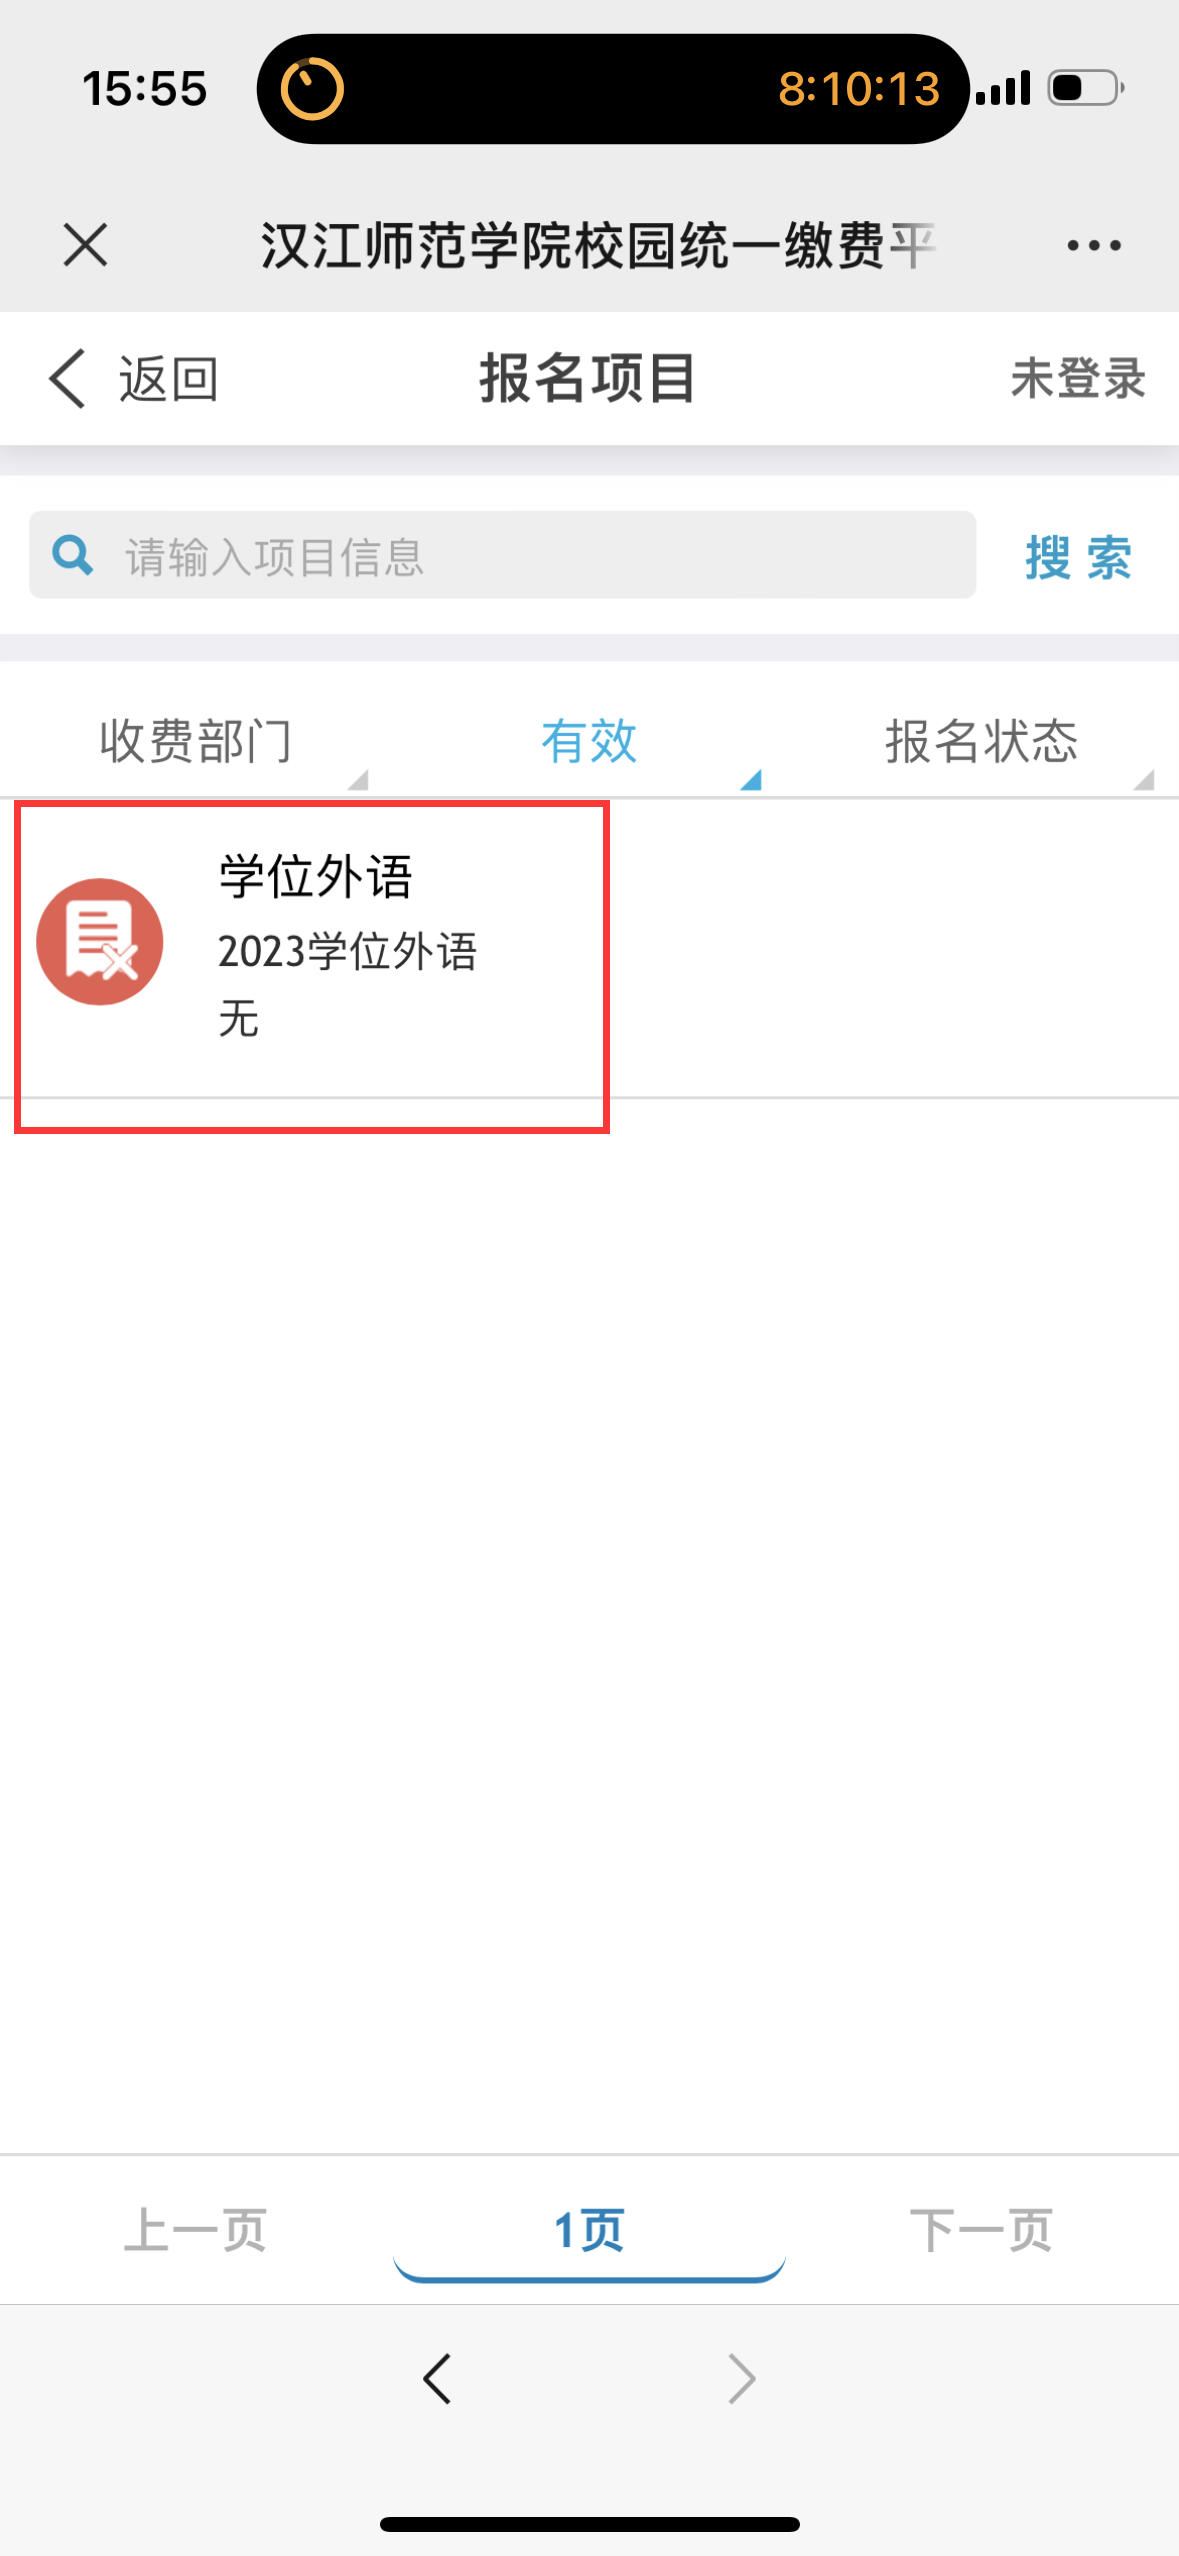 15:55
8:10:13
汉江师范学院校园统一缴费平
返回
报名项目
未登录
请输入项目信息
搜 索
收费部门
有效
报名状态
学位外语
2023学位外语
无
上一页
1页
下一页